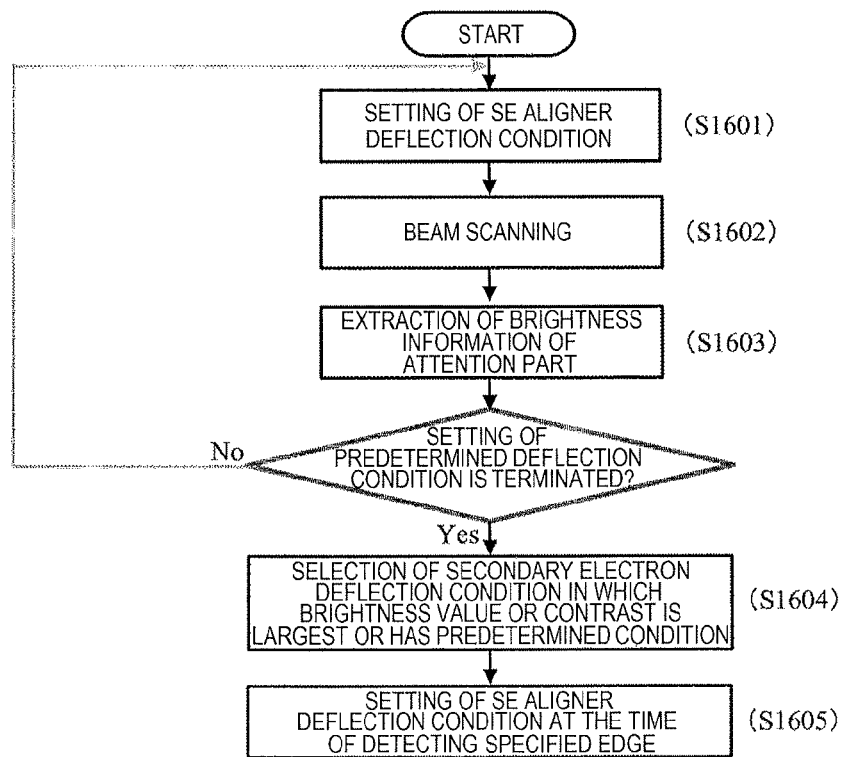 START
SETTING OF SE ALIGNER
DEFLECTION CONDITION
(S1601)
BEAM SCANNING
(S1602)
EXTRACTION OF BRIGHTNESS
INFORMATION OF
ATTENTION PART
(S1603)
No
SETTING OF
PREDETERMINED DEFLECTION
CONDITION IS TERMINATED?
Yes
SELECTION OF SECONDARY ELECTRON
DEFLECTION CONDITION IN WHICH
BRIGHTNESS VALUE OR CONTRAST IS
LARGEST OR HAS PREDETERMINED CONDITION
(S1604)
SETTING OF SE ALIGNER
DEFLECTION CONDITION AT THE TIME
OF DETECTING SPECIFIED EDGE
(S1605)